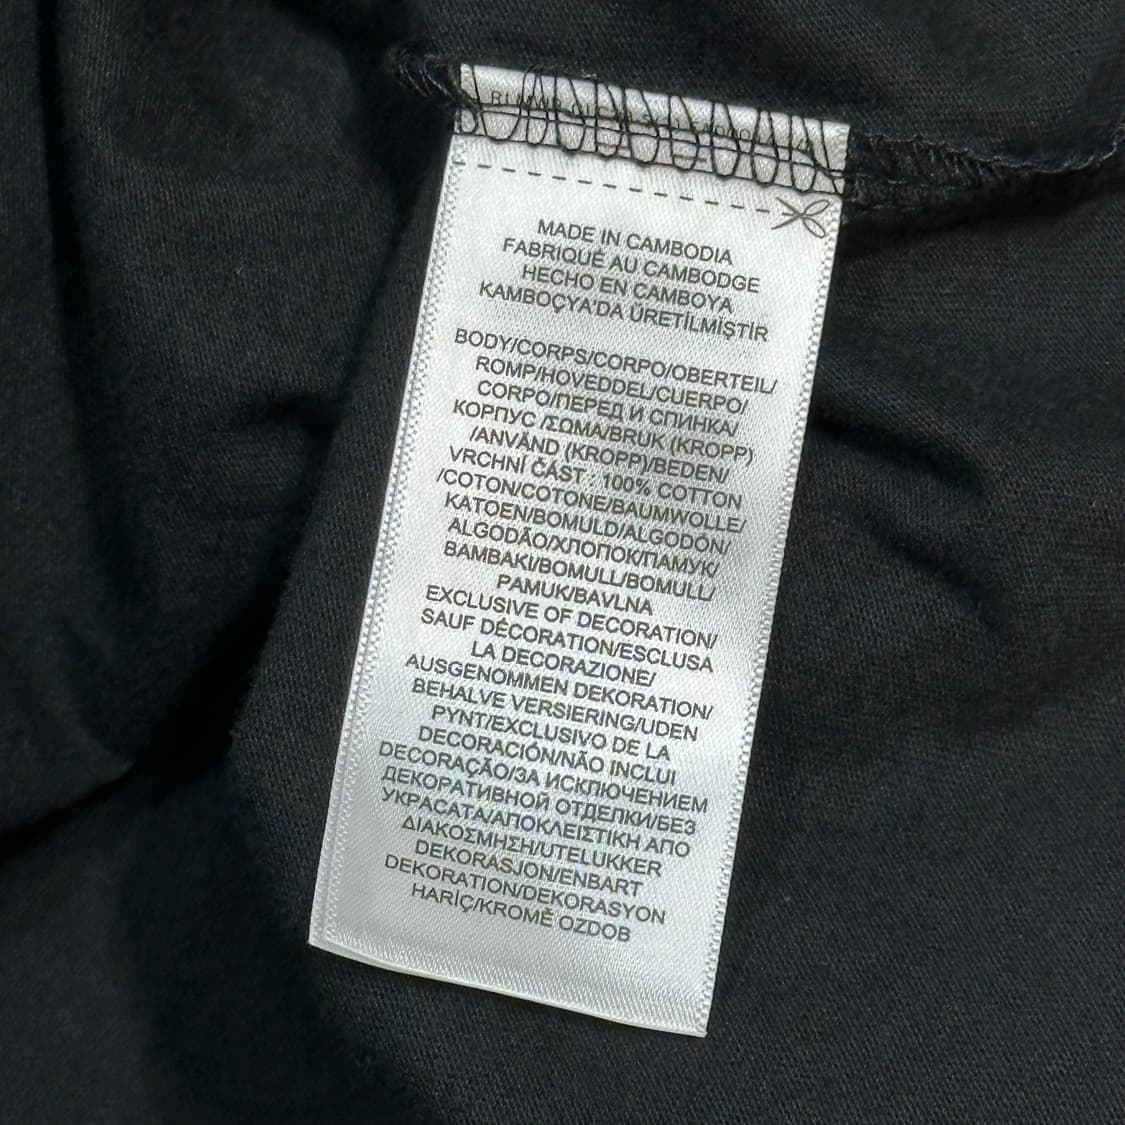 MADE IN CAMBODIA
FABRIQUÉ AU CAMBODGE
HECHO EN CAMBOYA
KAMBOÇYA'DA ÜRETİLMİŞTİR
BODY/CORPS/CORPO/OBERTEIL/
ROMP/HOVEDDEL/CUERPO/
CORPO/ПЕРЕД И СПИНКА/
КОРПУС /ΣΩΜΑ/BRUK (KROPP)
/ANVÄND (KROPP)/BEDEN/
VRCHNÍ ČÁST : 100% COTTON
/COTON/COTONE/BAUMWOLLE/
KATOEN/BOMULD/ALGODÓN/
ALGODÃO/ХЛОПОК/ПАМУК/
BAMBAKI/BOMULL/BOMULL/
PAMUK/BAVLNA
EXCLUSIVE OF DECORATION/
SAUF DÉCORATION/ESCLUSA
LA DECORAZIONE/
AUSGENOMMEN DEKORATION/
BEHALVE VERSIERING/UDEN
PYNT/EXCLUSIVO DE LA
DECORACIÓN/NÃO INCLUI
DECORAÇÃO/ЗА ИСКЛЮЧЕНИЕМ
ДЕКОРАТИВНОЙ ОТДЕЛКИ/БЕЗ
УКРАСАТА/ΑΠΟΚΛΕΙΣΤΙΚΗ ΑΠΟ
ΔΙΑΚΟΣΜΗΣΗ/UTELUKKER
DEKORASJON/ENBART
DEKORATION/DEKORASYON
HARİÇ/KROMĚ OZDOB